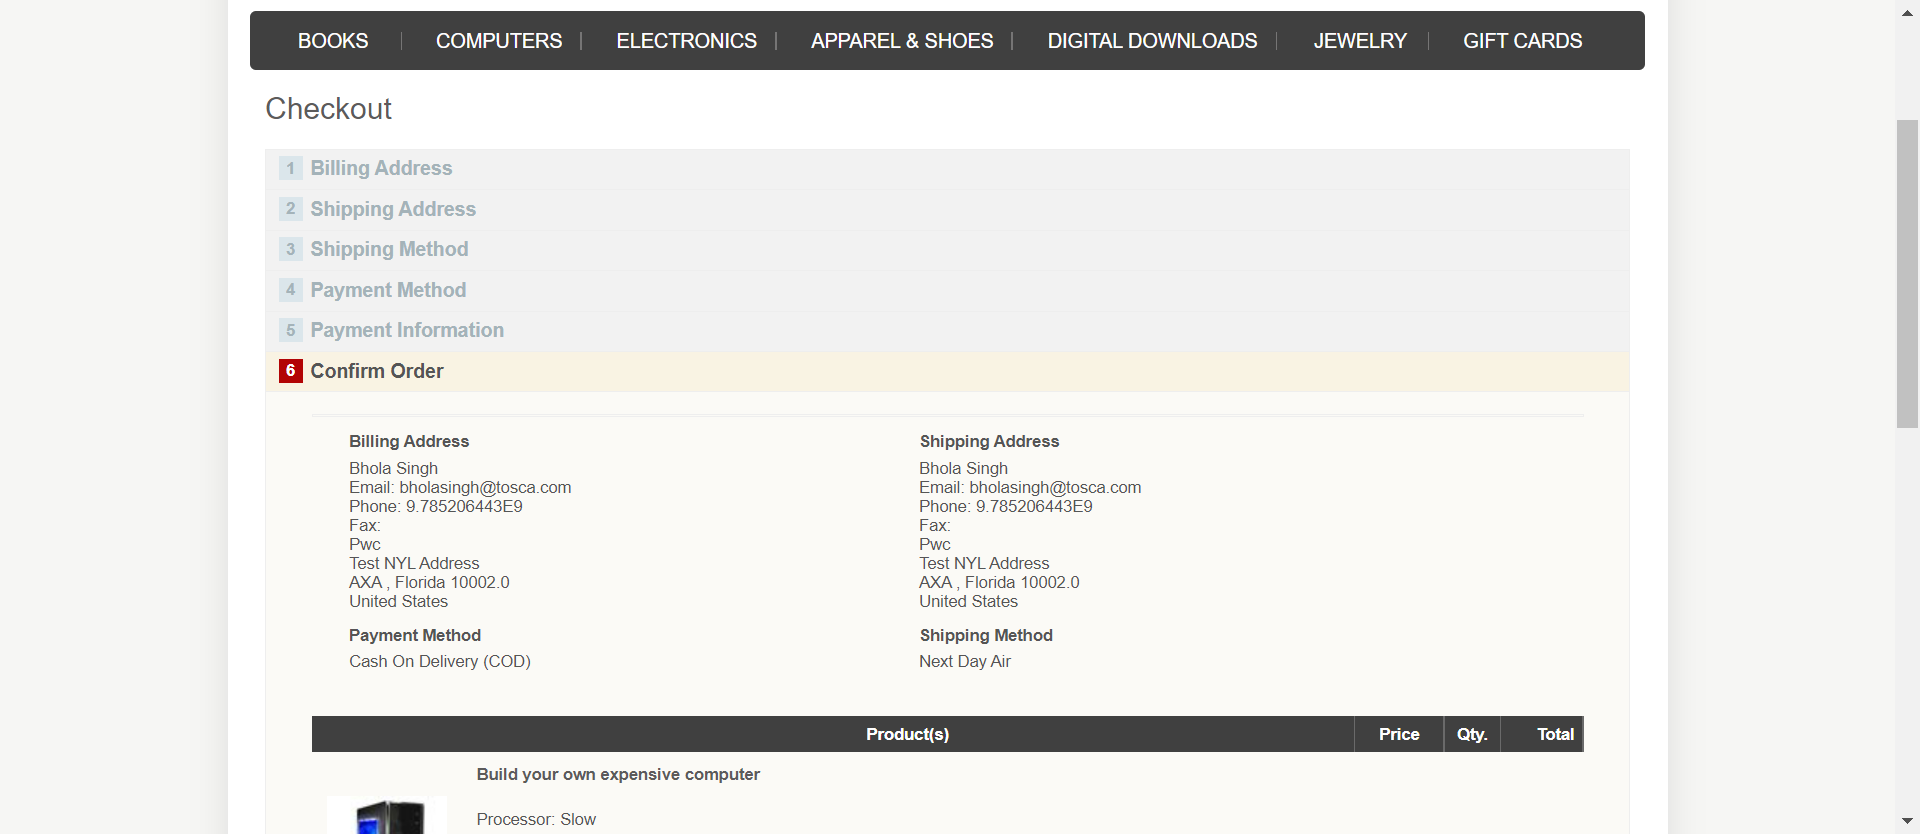 BOOKS COMPUTERS ELECTRONICS APPAREL & SHOES DIGITAL DOWNLOADS JEWELRY GIFT CARDS
Checkout
1 Billing Address
2 Shipping Address
3 Shipping Method
4 Payment Method
5 Payment Information
6 Confirm Order
Billing Address
Bhola Singh
Email: bholasingh@tosca.com
Phone: 9.785206443E9
Fax:
Pwc
Test NYL Address
AXA , Florida 10002.0
United States
Payment Method
Cash On Delivery (COD)
Shipping Address
Bhola Singh
Email: bholasingh@tosca.com
Phone: 9.785206443E9
Fax:
Pwc
Test NYL Address
AXA , Florida 10002.0
United States
Shipping Method
Next Day Air
Product(s) Price Qty. Total
Build your own expensive computer
Processor: Slow